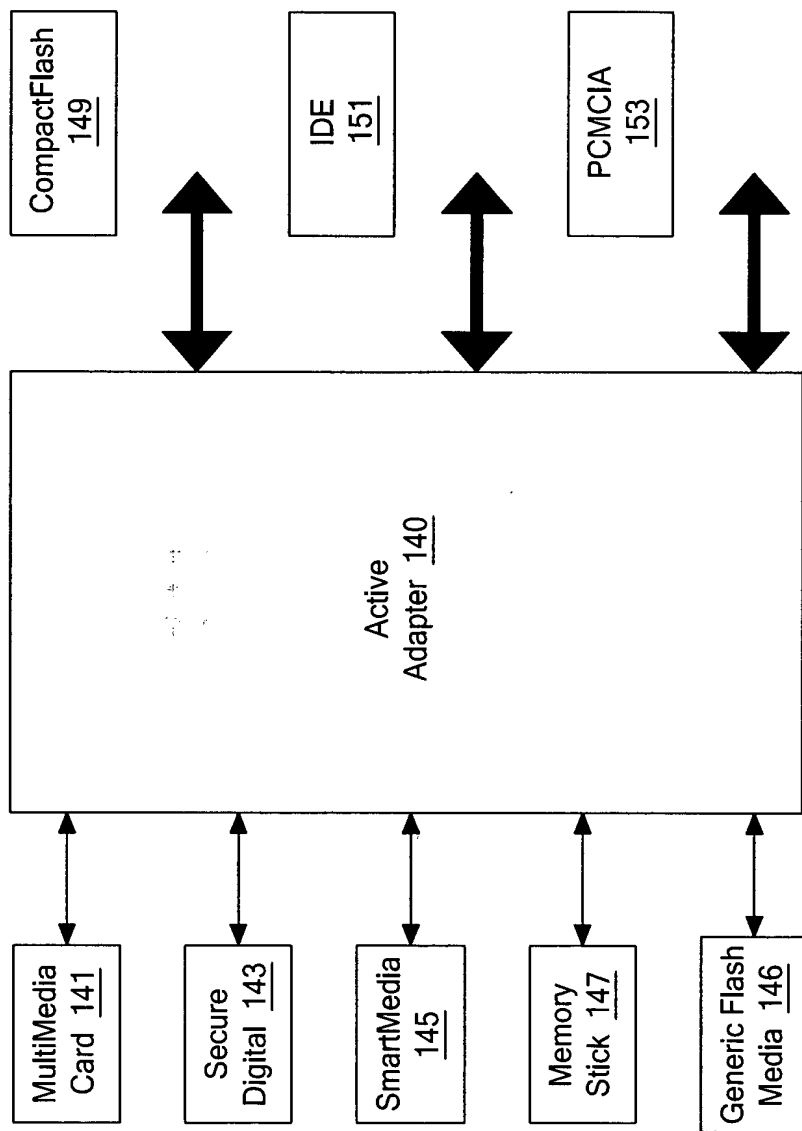 MultiMedia
Card 141
Secure
Digital 143
SmartMedia
145
Memory
Stick 147
Generic Flash
Media 146
Active
Adapter 140
CompactFlash
149
IDE
151
PCMCIA
153